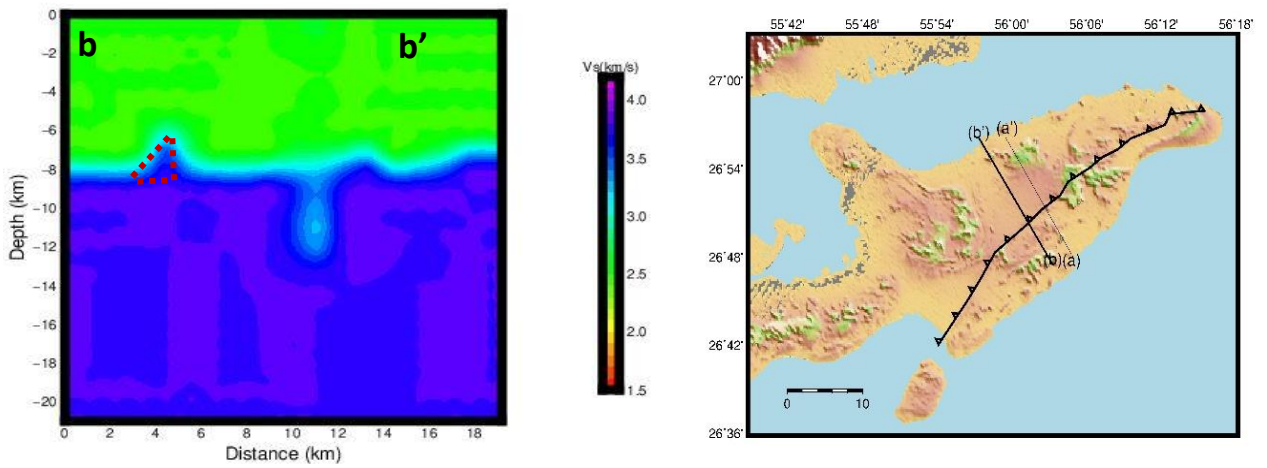 b
b'
0
−2
−4
−6
−8
−10
−12
−14
−16
−18
−20
Depth (km)
0 2 4 6 8 10 12 14 16 18
Distance (km)
Vs(km/s)
4.0
3.5
3.0
2.5
2.0
1.5
55˚42' 55˚48' 55˚54' 56˚00' 56˚06' 56˚12' 56˚18'
27˚00'
26˚54'
26˚48'
26˚42'
26˚36'
(b') (a')
(b) (a)
0 10